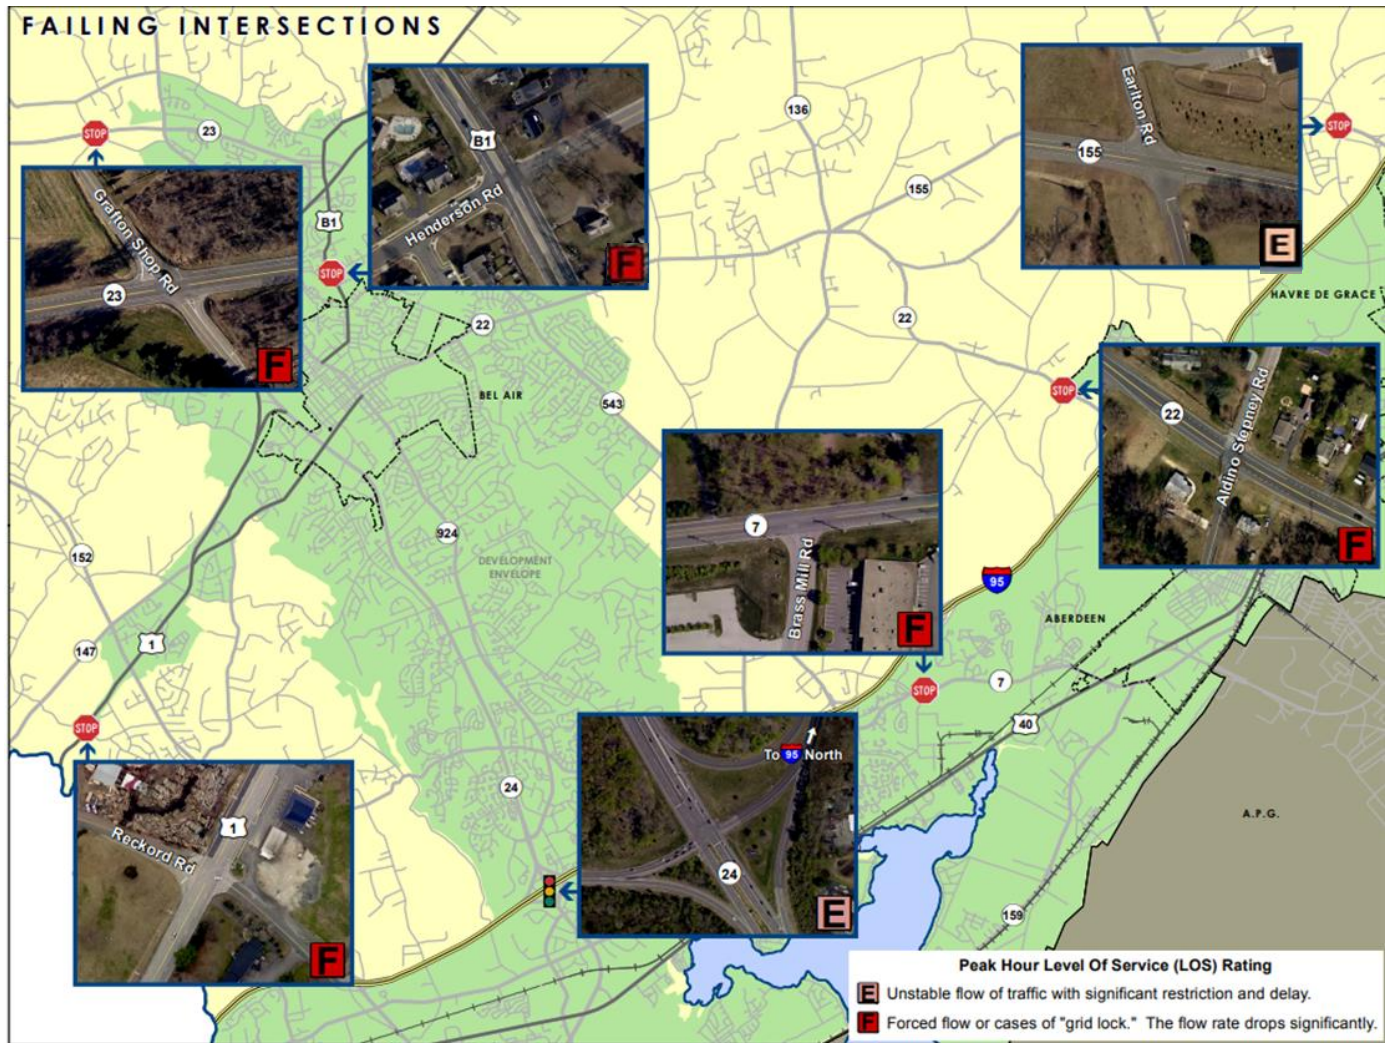 FAILING INTERSECTIONS
STOP
23
B1
STOP
Grafton Shop Rd
23
F
B1
Henderson Rd
F
136
155
Earlton Rd
155
E
STOP
HAVRE DE GRACE
22
BEL AIR
543
22
STOP
22
Aldino Stepney Rd
F
924
DEVELOPMENT
ENVELOPE
7
Brass Mill Rd
F
STOP
95
ABERDEEN
7
40
152
147
1
STOP
Reckord Rd
1
F
24
To 95 North
24
E
159
A.P.G.
Peak Hour Level Of Service (LOS) Rating
E Unstable flow of traffic with significant restriction and delay.
F Forced flow or cases of "grid lock." The flow rate drops significantly.